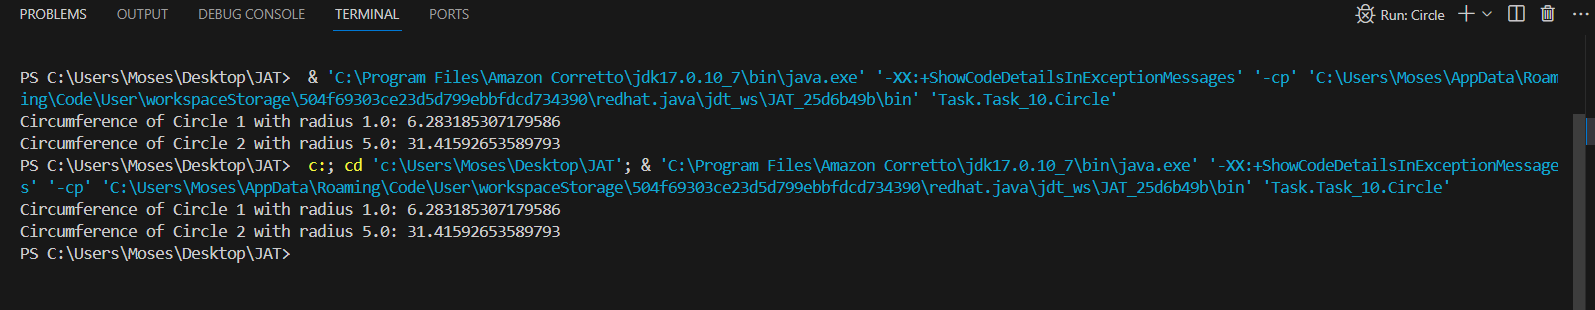 PROBLEMS OUTPUT DEBUG CONSOLE TERMINAL PORTS Run: Circle
PS C:\Users\Moses\Desktop\JAT>  & 'C:\Program Files\Amazon Corretto\jdk17.0.10_7\bin\java.exe' '-XX:+ShowCodeDetailsInExceptionMessages' '-cp' 'C:\Users\Moses\AppData\Roam
ing\Code\User\workspaceStorage\504f69303ce23d5d799ebbfdcd734390\redhat.java\jdt_ws\JAT_25d6b49b\bin' 'Task.Task_10.Circle'
Circumference of Circle 1 with radius 1.0: 6.283185307179586
Circumference of Circle 2 with radius 5.0: 31.41592653589793
PS C:\Users\Moses\Desktop\JAT>  c:; cd 'c:\Users\Moses\Desktop\JAT'; & 'C:\Program Files\Amazon Corretto\jdk17.0.10_7\bin\java.exe' '-XX:+ShowCodeDetailsInExceptionMessage
s' '-cp' 'C:\Users\Moses\AppData\Roaming\Code\User\workspaceStorage\504f69303ce23d5d799ebbfdcd734390\redhat.java\jdt_ws\JAT_25d6b49b\bin' 'Task.Task_10.Circle'
Circumference of Circle 1 with radius 1.0: 6.283185307179586
Circumference of Circle 2 with radius 5.0: 31.41592653589793
PS C:\Users\Moses\Desktop\JAT>